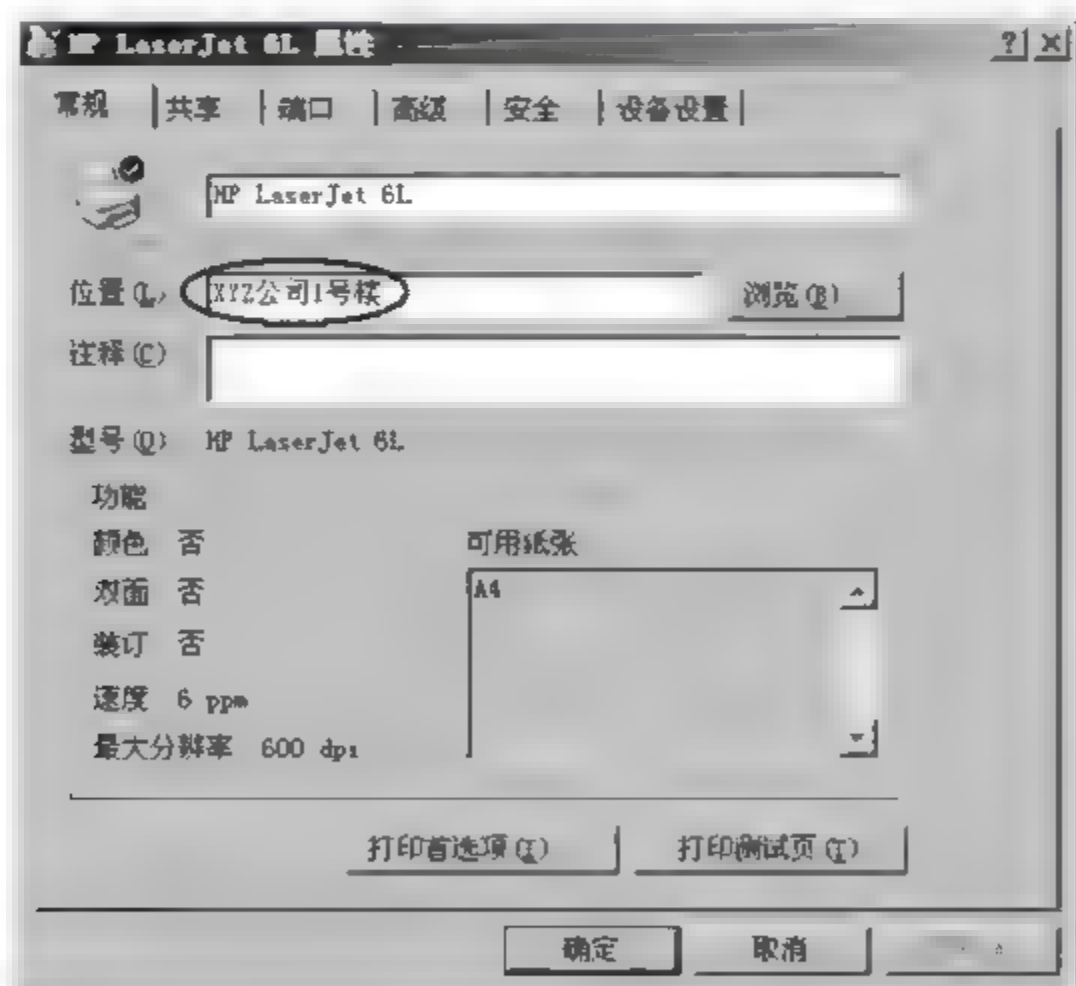 HP LaserJet 6L 属性 ? ×
常规 共享 端口 高级 安全 设备设置
HP LaserJet 6L
位置(L) XYZ公司1号楼 浏览(B)
注释(C)
型号(O) HP LaserJet 6L
功能
颜色 否 可用纸张
双面 否 A4
装订 否
速度 6 ppm
最大分辨率 600 dpi
打印首选项(I) 打印测试页(T)
确定 取消